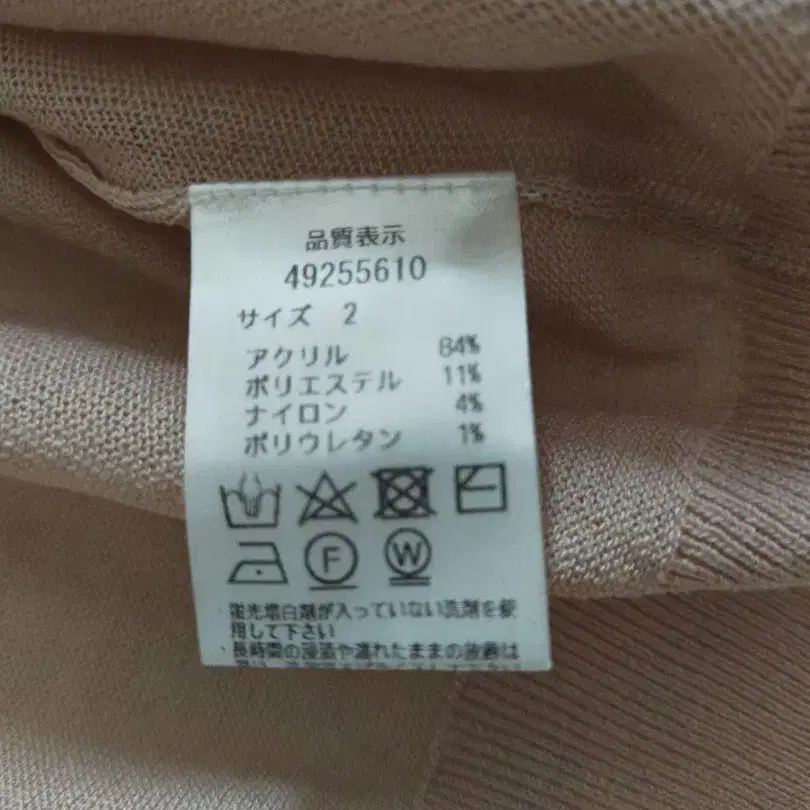 品質表示
49255610
サイズ 2
アクリル 84%
ポリエステル 11%
ナイロン 4%
ポリウレタン 1%
F
W
・蛍光増白剤が入っていない洗剤を使
用して下さい
・長時間の浸漬や濡れたままの放置は